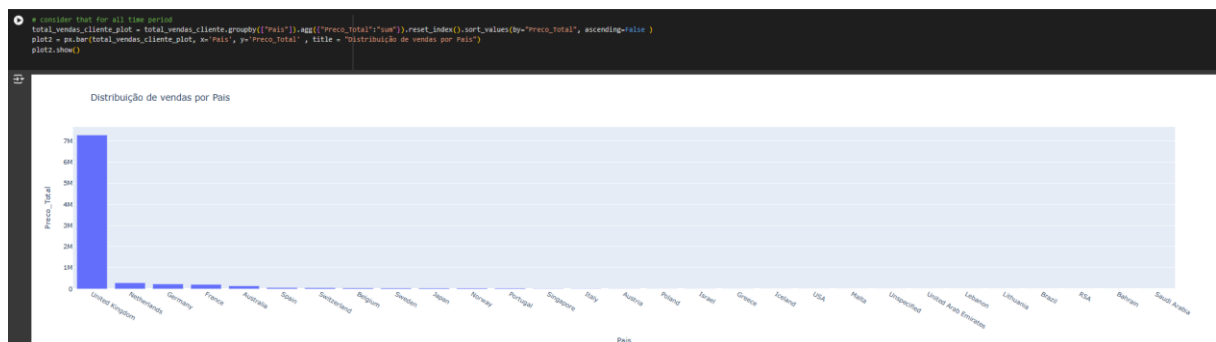 # consider that for all time period
total_vendas_cliente_plot = total_vendas_cliente.groupby(["Pais"]).agg({"Preco_Total":"sum"}).reset_index().sort_values(by="Preco_Total", ascending=False )
plot2 = px.bar(total_vendas_cliente_plot, x='Pais', y='Preco_Total' , title = "Distribuição de vendas por Pais")
plot2.show()
Distribuição de vendas por Pais
7M
6M
5M
4M
3M
2M
1M
0
Preco_Total
United Kingdom
Netherlands
Germany
France
Australia
Spain
Switzerland
Belgium
Sweden
Japan
Norway
Portugal
Singapore
Italy
Austria
Poland
Israel
Greece
Iceland
USA
Malta
Unspecified
United Arab Emirates
Lebanon
Lithuania
Brazil
RSA
Bahrain
Saudi Arabia
Pais